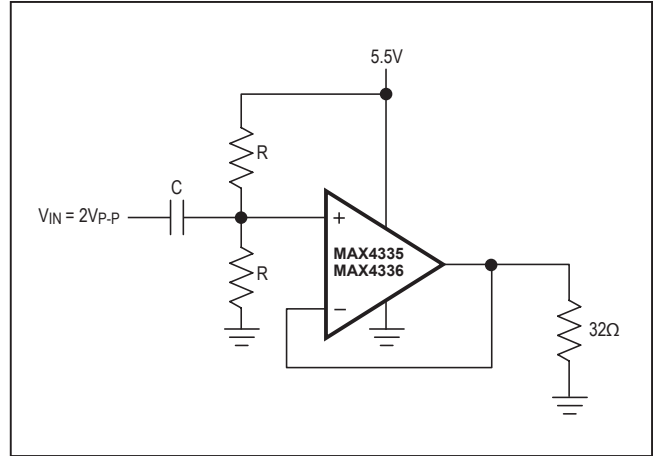 5.5V
R
C
VIN = 2VP-P
+
MAX4335
MAX4336
R
−
32Ω